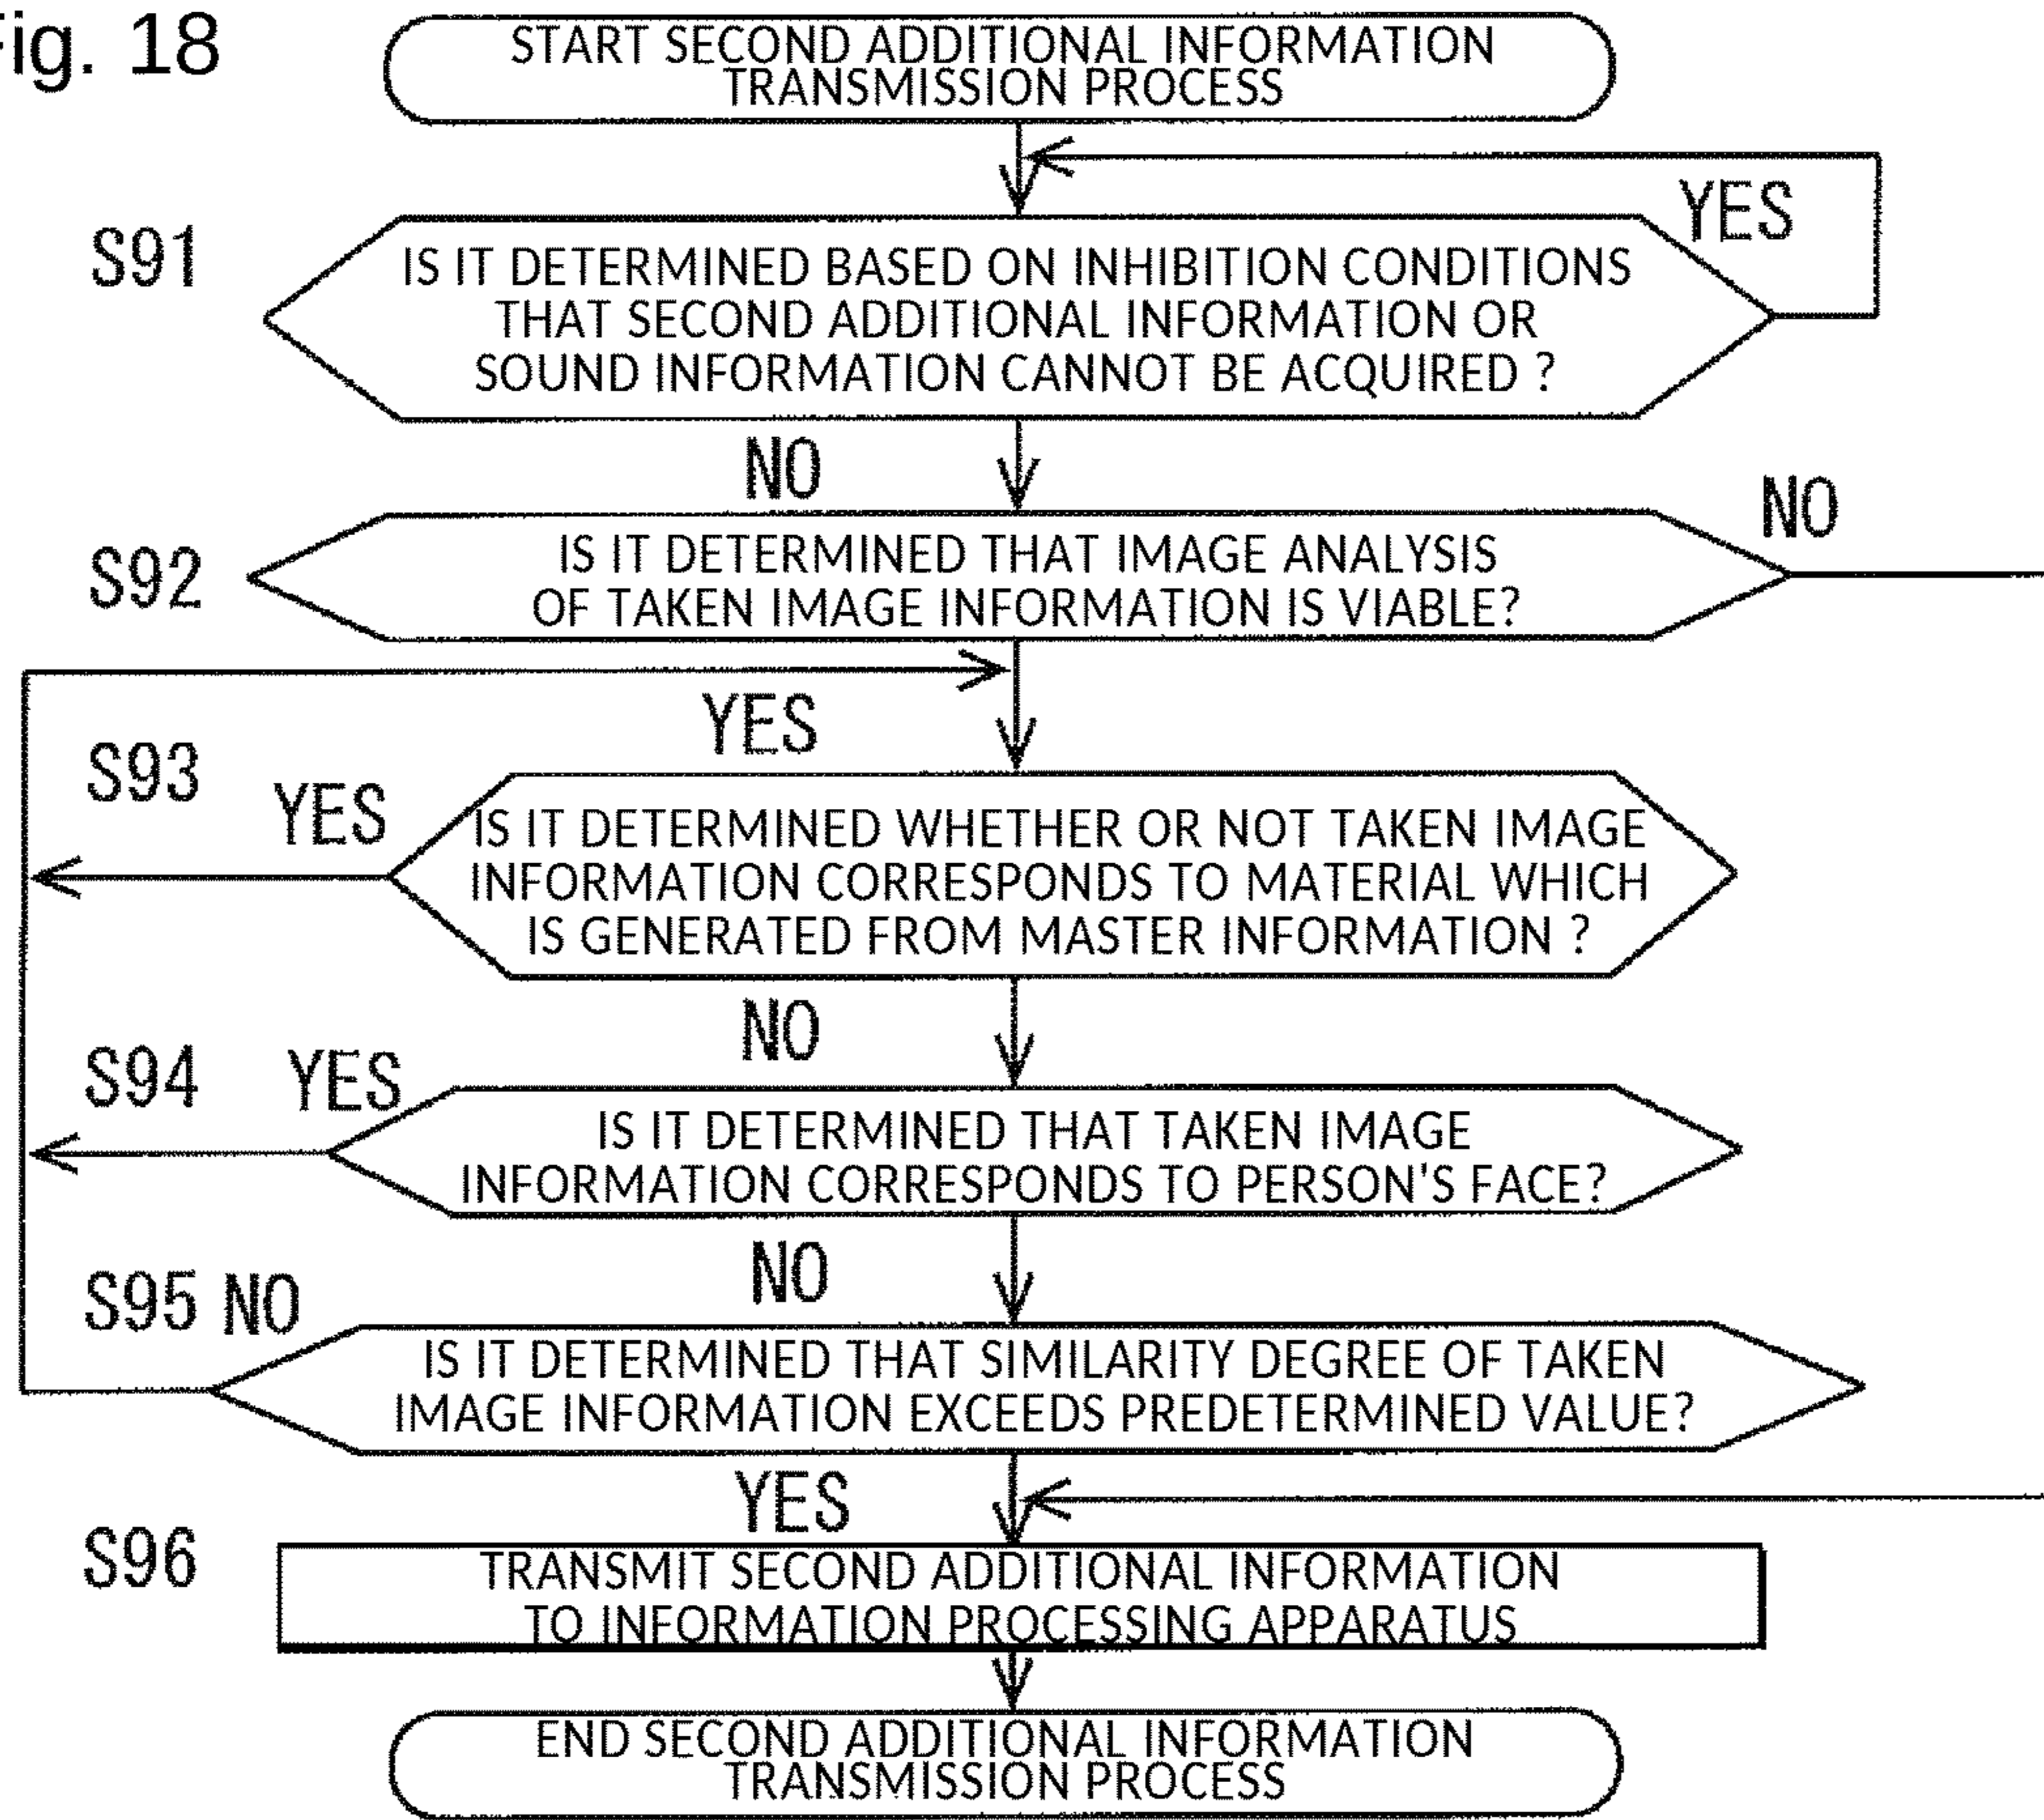 Fig. 18
START SECOND ADDITIONAL INFORMATION
TRANSMISSION PROCESS
YES
S91
IS IT DETERMINED BASED ON INHIBITION CONDITIONS
THAT SECOND ADDITIONAL INFORMATION OR
SOUND INFORMATION CANNOT BE ACQUIRED ?
NO
NO
S92
IS IT DETERMINED THAT IMAGE ANALYSIS
OF TAKEN IMAGE INFORMATION IS VIABLE?
YES
S93
YES
IS IT DETERMINED WHETHER OR NOT TAKEN IMAGE
INFORMATION CORRESPONDS TO MATERIAL WHICH
IS GENERATED FROM MASTER INFORMATION ?
NO
S94
YES
IS IT DETERMINED THAT TAKEN IMAGE
INFORMATION CORRESPONDS TO PERSON'S FACE?
NO
S95 NO
IS IT DETERMINED THAT SIMILARITY DEGREE OF TAKEN
IMAGE INFORMATION EXCEEDS PREDETERMINED VALUE?
YES
S96
TRANSMIT SECOND ADDITIONAL INFORMATION
TO INFORMATION PROCESSING APPARATUS
END SECOND ADDITIONAL INFORMATION
TRANSMISSION PROCESS